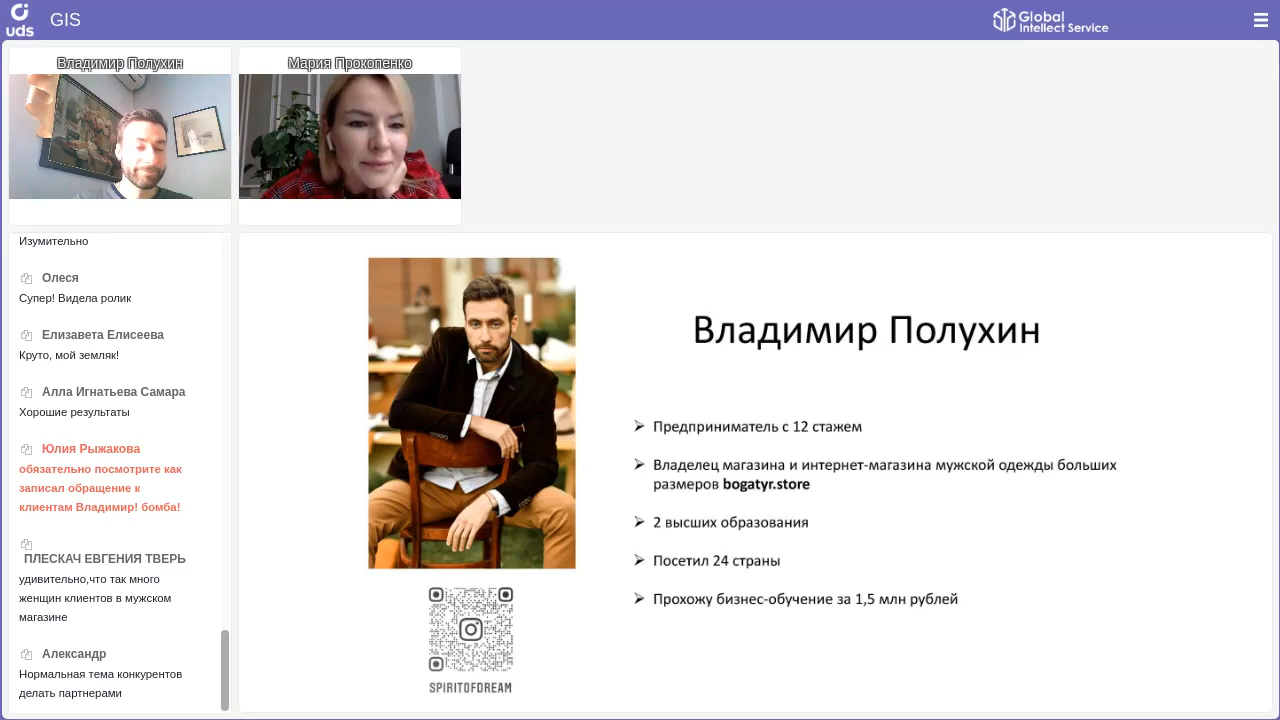 uds
GIS
Global
Intellect Service
Владимир Полухин
Мария Прокопенко
Изумительно
Олеся
Супер! Видела ролик
Елизавета Елисеева
Круто, мой земляк!
Алла Игнатьева Самара
Хорошие результаты
Юлия Рыжакова
обязательно посмотрите как
записал обращение к
клиентам Владимир! бомба!
ПЛЕСКАЧ ЕВГЕНИЯ ТВЕРЬ
удивительно,что так много
женщин клиентов в мужском
магазине
Александр
Нормальная тема конкурентов
делать партнерами
Владимир Полухин
Предприниматель с 12 стажем
Владелец магазина и интернет-магазина мужской одежды больших
размеров bogatyr.store
2 высших образования
Посетил 24 страны
Прохожу бизнес-обучение за 1,5 млн рублей
SPIRITOFDREAM